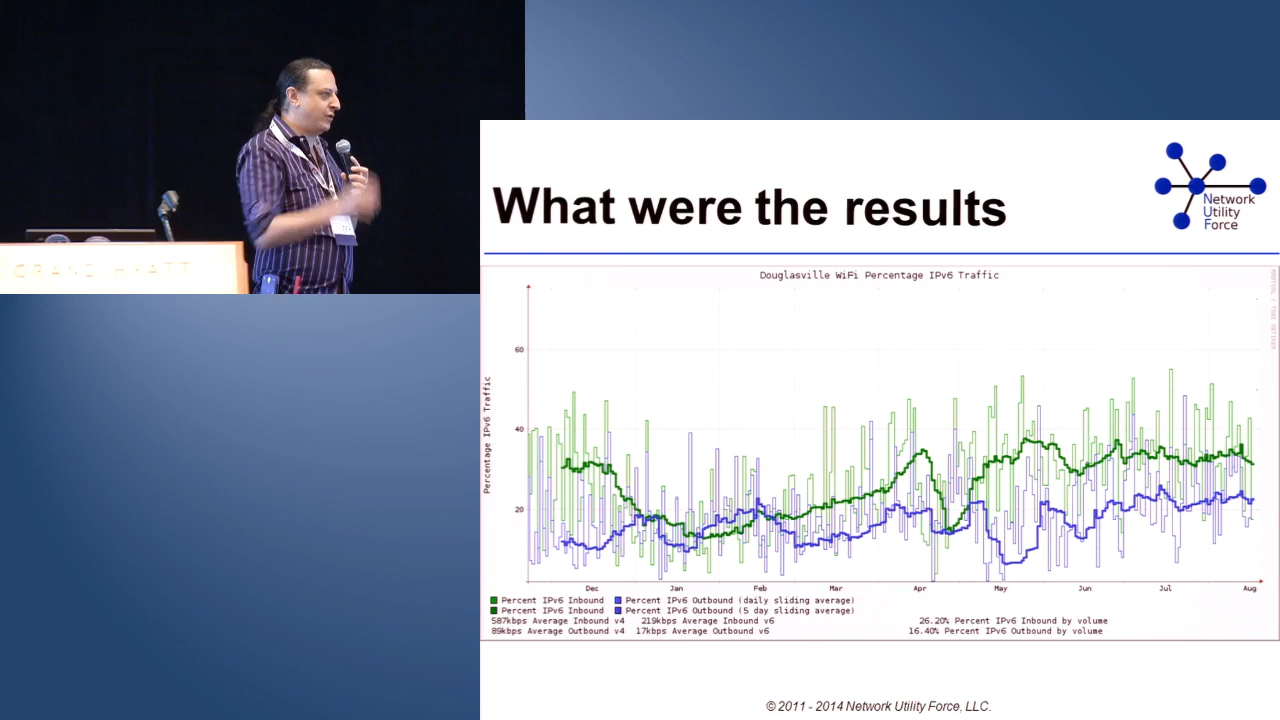 GRAND HYATT
What were the results
Network
Utility
Force
Douglasville WiFi Percentage IPv6 Traffic
Percentage IPv6 Traffic
60
40
20
Dec Jan Feb Mar Apr May Jun Jul Aug
Percent IPv6 Inbound Percent IPv6 Outbound (daily sliding average)
Percent IPv6 Inbound Percent IPv6 Outbound (5 day sliding average)
587kbps Average Inbound v4 219kbps Average Inbound v6 26.20% Percent IPv6 Inbound by volume
89kbps Average Outbound v4 17kbps Average Outbound v6 16.40% Percent IPv6 Outbound by volume
© 2011 - 2014 Network Utility Force, LLC.